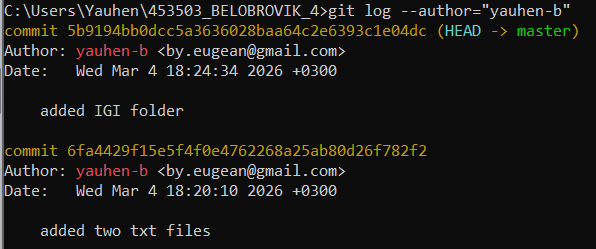 C:\Users\Yauhen\453503_BELOBROVIK_4>git log --author="yauhen-b"
commit 5b9194bb0dcc5a3636028baa64c2e6393c1e04dc (HEAD -> master)
Author: yauhen-b <by.eugean@gmail.com>
Date:   Wed Mar 4 18:24:34 2026 +0300
    added IGI folder
commit 6fa4429f15e5f4f0e4762268a25ab80d26f782f2
Author: yauhen-b <by.eugean@gmail.com>
Date:   Wed Mar 4 18:20:10 2026 +0300
    added two txt files